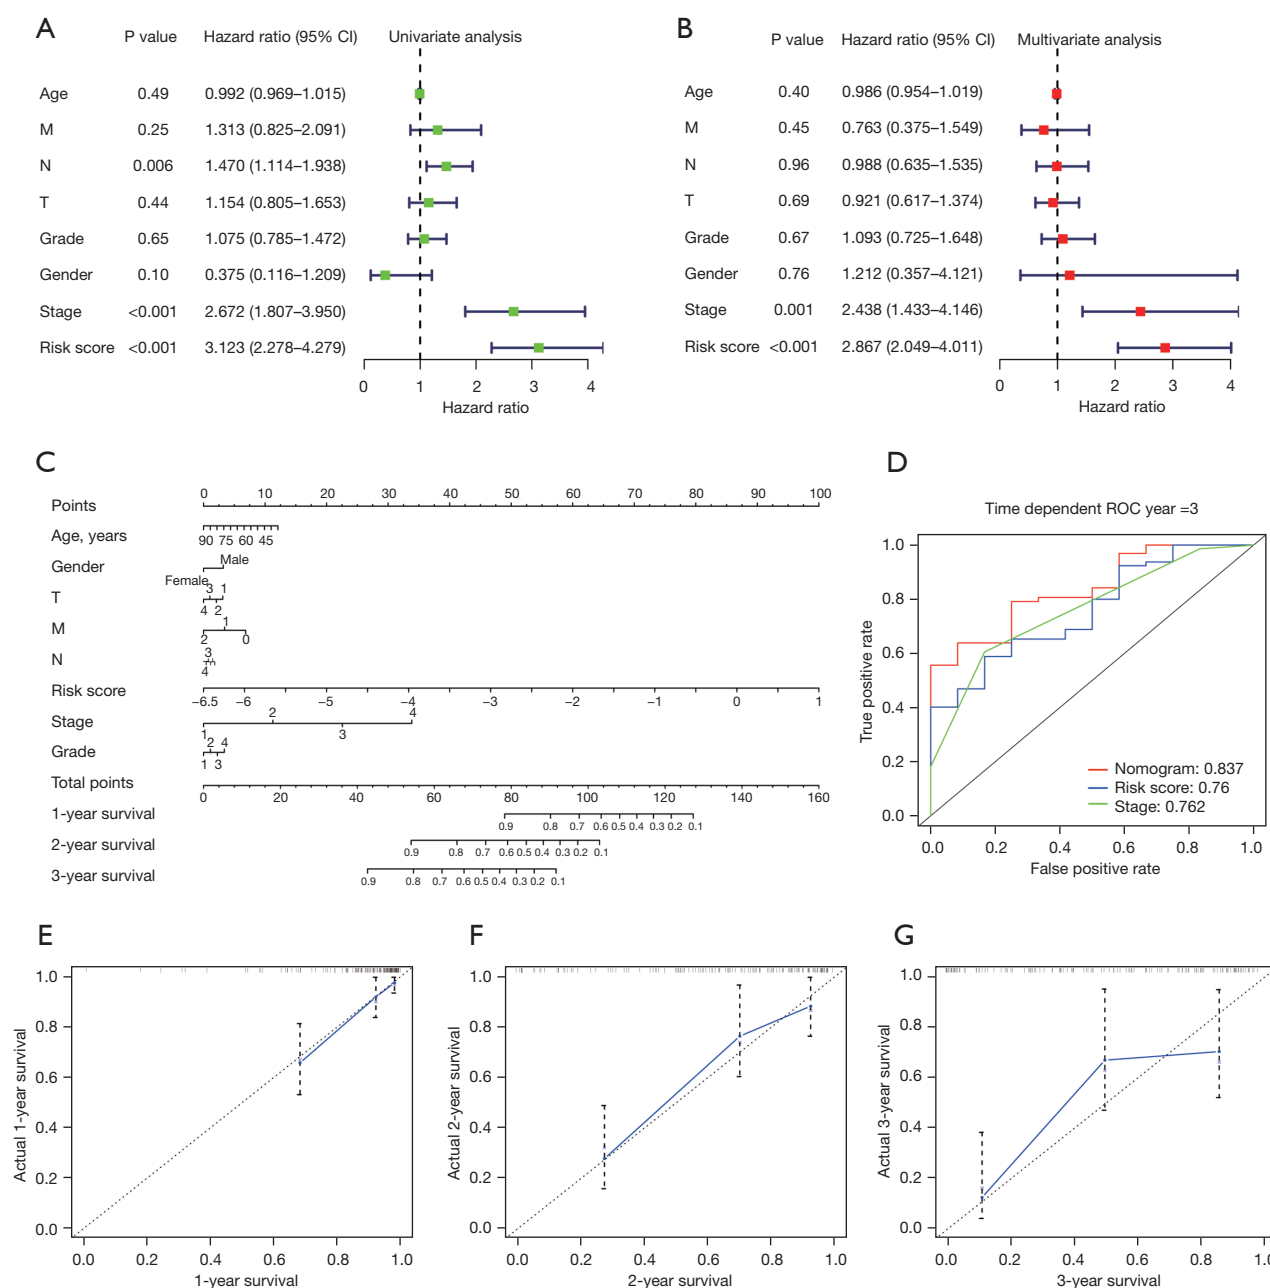 A
P value Hazard ratio (95% CI) Univariate analysis
Age 0.49 0.992 (0.969–1.015)
M 0.25 1.313 (0.825–2.091)
N 0.006 1.470 (1.114–1.938)
T 0.44 1.154 (0.805–1.653)
Grade 0.65 1.075 (0.785–1.472)
Gender 0.10 0.375 (0.116–1.209)
Stage <0.001 2.672 (1.807–3.950)
Risk score <0.001 3.123 (2.278–4.279)
0 1 2 3 4
Hazard ratio
B
P value Hazard ratio (95% CI) Multivariate analysis
Age 0.40 0.986 (0.954–1.019)
M 0.45 0.763 (0.375–1.549)
N 0.96 0.988 (0.635–1.535)
T 0.69 0.921 (0.617–1.374)
Grade 0.67 1.093 (0.725–1.648)
Gender 0.76 1.212 (0.357–4.121)
Stage 0.001 2.438 (1.433–4.146)
Risk score <0.001 2.867 (2.049–4.011)
0 1 2 3 4
Hazard ratio
C
Points 0 10 20 30 40 50 60 70 80 90 100
Age, years
90 75 60 45
Gender Male
Female
T 3 1
4 2
M 1
2 0
N 3
4
Risk score
−6.5 −6 −5 −4 −3 −2 −1 0 1
Stage 2 4
1 3
Grade 2 4
1 3
Total points
0 20 40 60 80 100 120 140 160
1-year survival
0.9 0.8 0.7 0.6 0.5 0.4 0.3 0.2 0.1
2-year survival
0.9 0.8 0.7 0.6 0.5 0.4 0.3 0.2 0.1
3-year survival
0.9 0.8 0.7 0.6 0.5 0.4 0.3 0.2 0.1
D
Time dependent ROC year =3
True positive rate
1.0
0.8
0.6
0.4
0.2
0.0
Nomogram: 0.837
Risk score: 0.76
Stage: 0.762
0.0 0.2 0.4 0.6 0.8 1.0
False positive rate
E
Actual 1-year survival
1.0
0.8
0.6
0.4
0.2
0.0
0.0 0.2 0.4 0.6 0.8 1.0
1-year survival
F
Actual 2-year survival
1.0
0.8
0.6
0.4
0.2
0.0
0.0 0.2 0.4 0.6 0.8 1.0
2-year survival
G
Actual 3-year survival
1.0
0.8
0.6
0.4
0.2
0.0
0.0 0.2 0.4 0.6 0.8 1.0
3-year survival